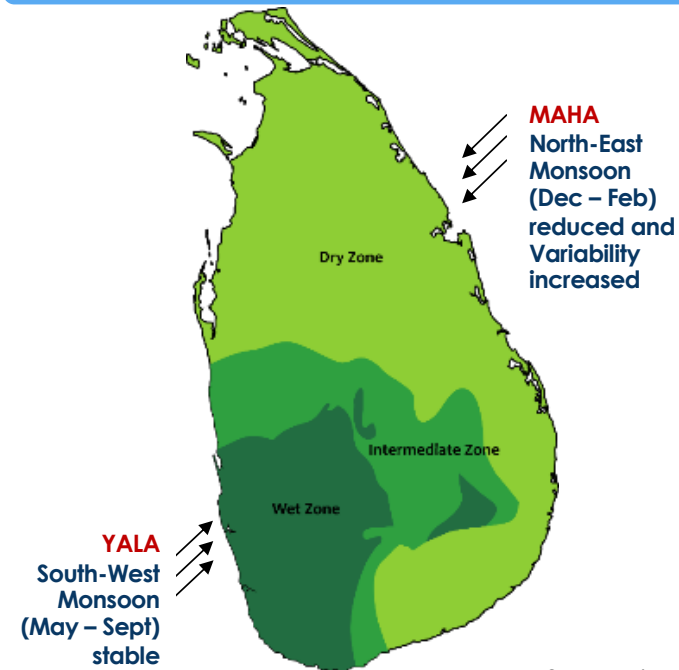 MAHA
North-East
Monsoon
(Dec – Feb)
reduced and
Variability
increased
Dry Zone
Intermediate Zone
Wet Zone
YALA
South-West
Monsoon
(May – Sept)
stable